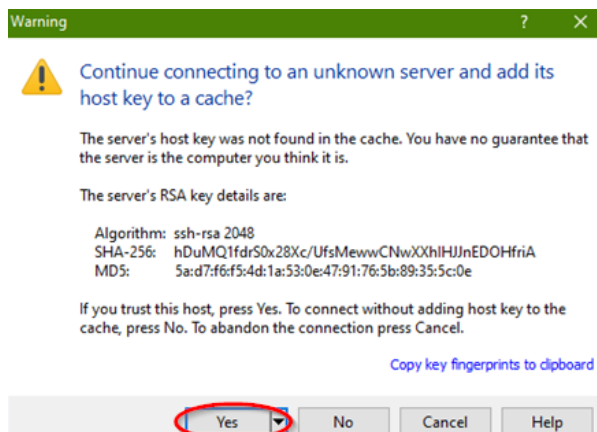 Warning ? ×
Continue connecting to an unknown server and add its
host key to a cache?
The server's host key was not found in the cache. You have no guarantee that
the server is the computer you think it is.
The server's RSA key details are:
Algorithm: ssh-rsa 2048
SHA-256: hDuMQ1fdrS0x28Xc/UfsMewwCNwXXhlHJJnEDOHfriA
MD5: 5a:d7:f6:f5:4d:1a:53:0e:47:91:76:5b:89:35:5c:0e
If you trust this host, press Yes. To connect without adding host key to the
cache, press No. To abandon the connection press Cancel.
Copy key fingerprints to clipboard
Yes No Cancel Help